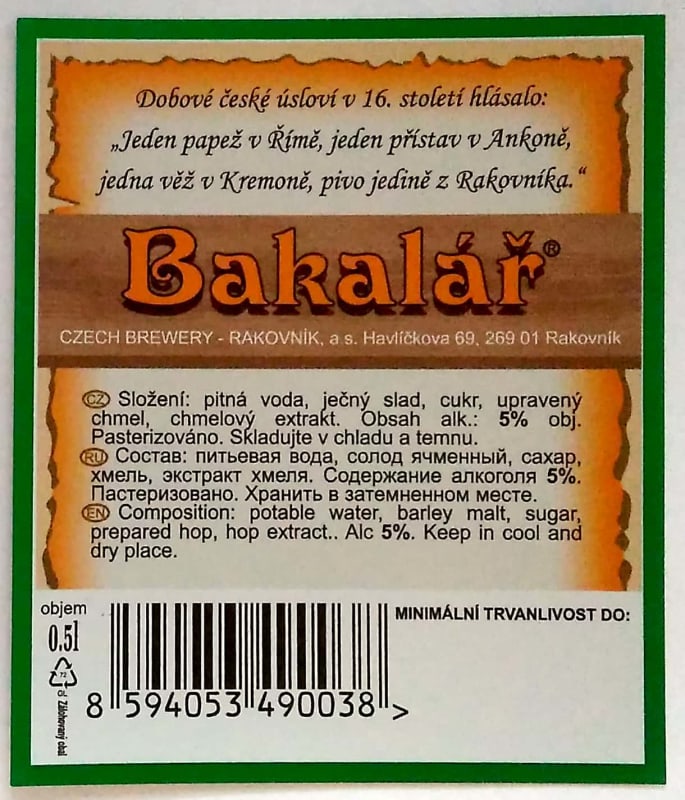 Dobové české úsloví v 16. století hlásalo:
„Jeden papež v Římě, jeden přístav v Ankoně,
jedna věž v Kremoně, pivo jedině z Rakovníka.“
Bakalář®
CZECH BREWERY - RAKOVNÍK, a s. Havlíčkova 69, 269 01 Rakovník
CZ Složení: pitná voda, ječný slad, cukr, upravený
chmel, chmelový extrakt. Obsah alk.: 5% obj.
Pasterizováno. Skladujte v chladu a temnu.
RU Состав: питьевая вода, солод ячменный, сахар,
хмель, экстракт хмеля. Содержание алкоголя 5%.
Пастеризовано. Хранить в затемненном месте.
EN Composition: potable water, barley malt, sugar,
prepared hop, hop extract.. Alc 5%. Keep in cool and
dry place.
objem
0,5l
72
Zálohovaný obal
8 594053 490038 >
MINIMÁLNÍ TRVANLIVOST DO: